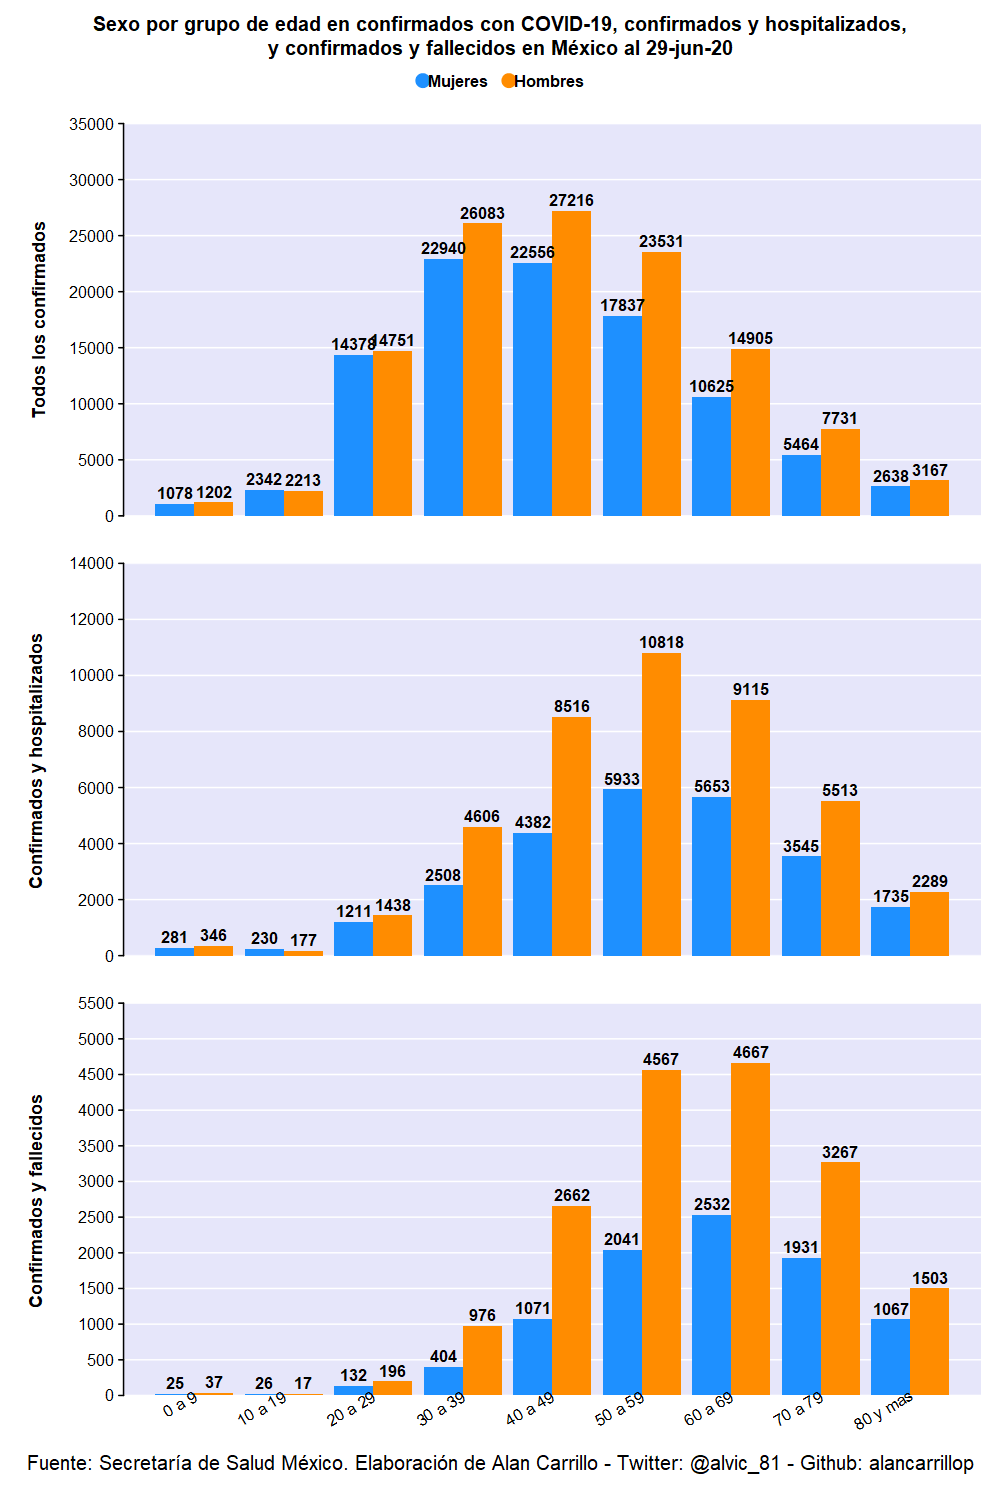 Sexo por grupo de edad en confirmados con COVID-19, confirmados y hospitalizados,
y confirmados y fallecidos en México al 29-jun-20
Mujeres Hombres
Todos los confirmados
35000
30000
25000
20000
15000
10000
5000
0
1078 1202 2342 2213 14378 14751 22940 26083 22556 27216 17837 23531 10625 14905 5464 7731 2638 3167
Confirmados y hospitalizados
14000
12000
10000
8000
6000
4000
2000
0
281 346 230 177 1211 1438 2508 4606 4382 8516 5933 10818 5653 9115 3545 5513 1735 2289
Confirmados y fallecidos
5500
5000
4500
4000
3500
3000
2500
2000
1500
1000
500
0
25 37 26 17 132 196 404 976 1071 2662 2041 4567 2532 4667 1931 3267 1067 1503
0 a 9 10 a 19 20 a 29 30 a 39 40 a 49 50 a 59 60 a 69 70 a 79 80 y mas
Fuente: Secretaría de Salud México. Elaboración de Alan Carrillo - Twitter: @alvic_81 - Github: alancarrillop